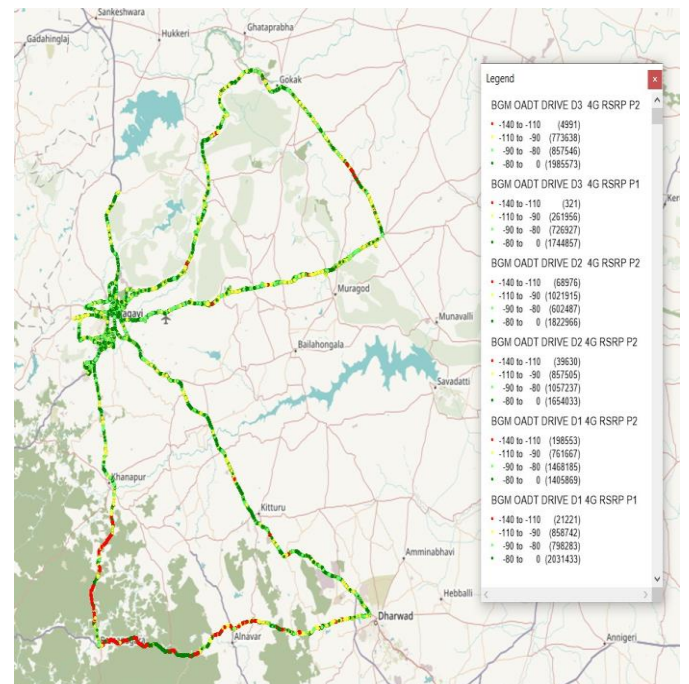 Sankeshwara
Gadahinglaj
Hukkeri
Ghataprabha
Gokak
Legend
x
BGM OADT DRIVE D3 4G RSRP P2
-140 to -110 (4991)
-110 to -90 (773638)
-90 to -80 (857546)
-80 to 0 (1985573)
BGM OADT DRIVE D3 4G RSRP P1
-140 to -110 (321)
-110 to -90 (261956)
-90 to -80 (726927)
-80 to 0 (1744857)
BGM OADT DRIVE D2 4G RSRP P2
-140 to -110 (68976)
-110 to -90 (1021915)
-90 to -80 (602487)
-80 to 0 (1822966)
BGM OADT DRIVE D2 4G RSRP P2
-140 to -110 (39630)
-110 to -90 (857505)
-90 to -80 (1057237)
-80 to 0 (1654033)
BGM OADT DRIVE D1 4G RSRP P2
-140 to -110 (198553)
-110 to -90 (761667)
-90 to -80 (1468185)
-80 to 0 (1405869)
BGM OADT DRIVE D1 4G RSRP P1
-140 to -110 (21221)
-110 to -90 (858742)
-90 to -80 (798283)
-80 to 0 (2031433)
Muragod
Munavalli
Bailahongala
Savadatti
Khanapur
Kitturu
Amminabhavi
Hebballi
Dharwad
Alnavar
Annigeri